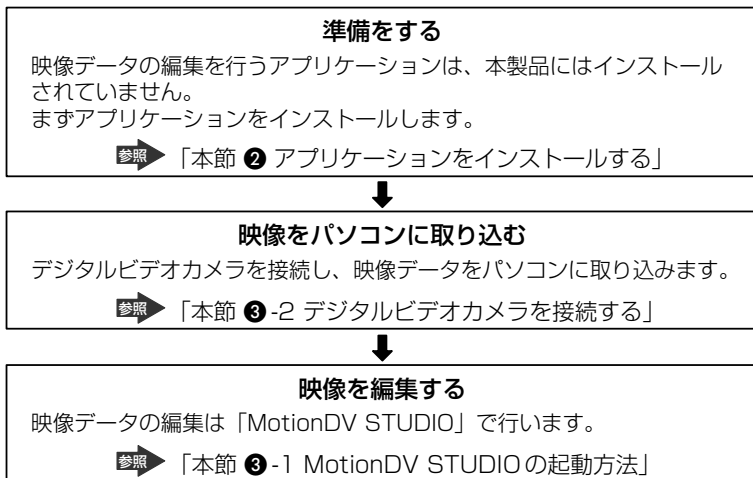 準備をする
映像データの編集を行うアプリケーションは、本製品にはインストール
されていません。
まずアプリケーションをインストールします。
参照 「本節 ❷ アプリケーションをインストールする」
映像をパソコンに取り込む
デジタルビデオカメラを接続し、映像データをパソコンに取り込みます。
参照 「本節 ❸-2 デジタルビデオカメラを接続する」
映像を編集する
映像データの編集は「MotionDV STUDIO」で行います。
参照 「本節 ❸-1 MotionDV STUDIOの起動方法」